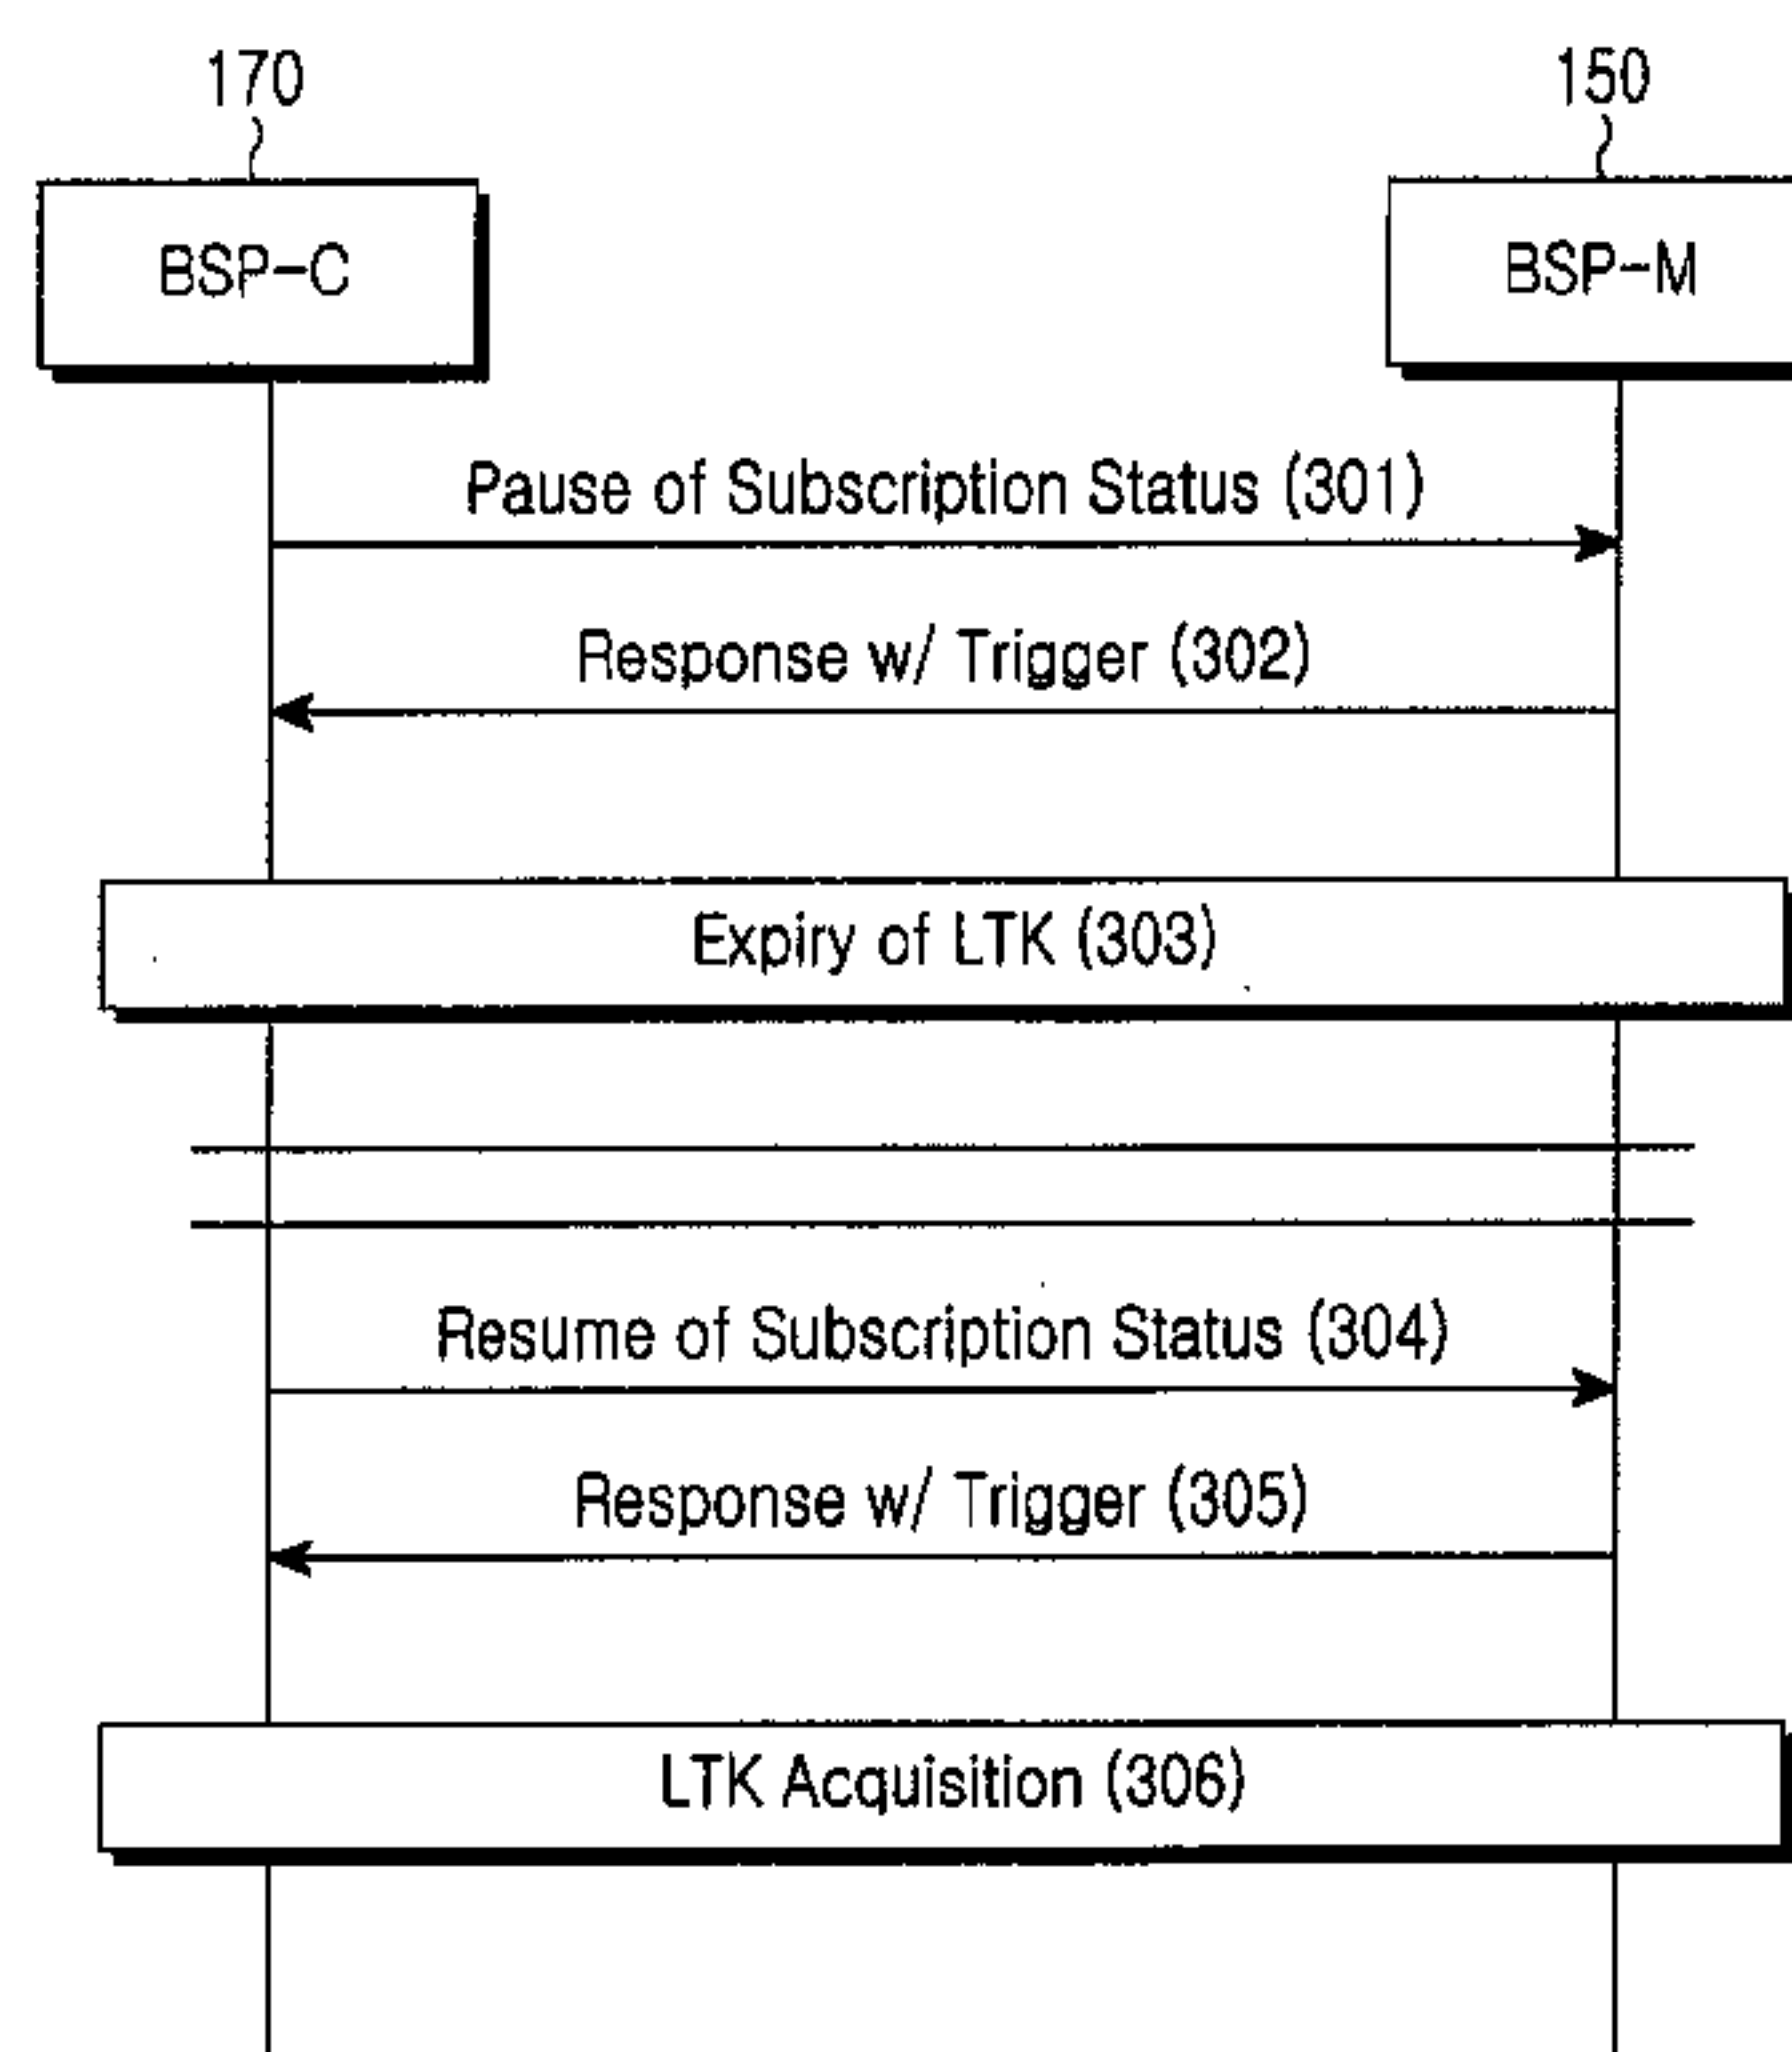 170
150
BSP-C
BSP-M
Pause of Subscription Status (301)
Response w/ Trigger (302)
Expiry of LTK (303)
Resume of Subscription Status (304)
Response w/ Trigger (305)
LTK Acquisition (306)